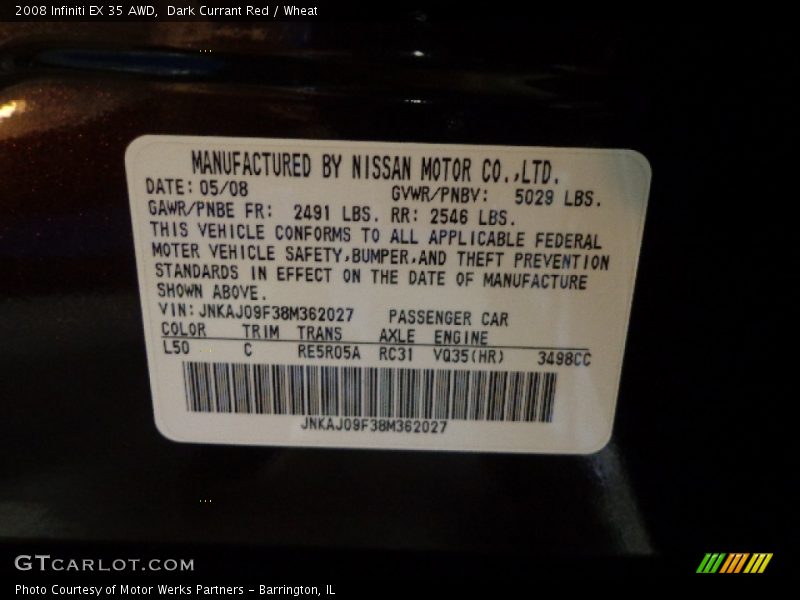 2008 Infiniti EX 35 AWD,  Dark Currant Red / Wheat
MANUFACTURED BY NISSAN MOTOR CO.,LTD.
DATE: 05/08 GVWR/PNBV: 5029 LBS.
GAWR/PNBE FR: 2491 LBS. RR: 2546 LBS.
THIS VEHICLE CONFORMS TO ALL APPLICABLE FEDERAL
MOTER VEHICLE SAFETY,BUMPER,AND THEFT PREVENTION
STANDARDS IN EFFECT ON THE DATE OF MANUFACTURE
SHOWN ABOVE.
VIN: JNKAJ09F38M362027 PASSENGER CAR
COLOR TRIM TRANS AXLE ENGINE
L50 C RE5R05A RC31 VQ35(HR) 3498CC
JNKAJ09F38M362027
GTCARLOT.COM
Photo Courtesy of Motor Werks Partners - Barrington, IL